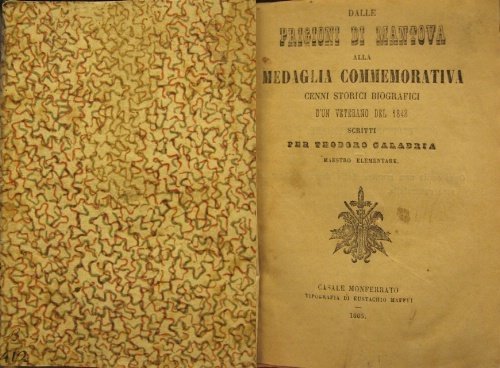 DALLE
PRIGIONI DI MANTOVA
ALLA
MEDAGLIA COMMEMORATIVA
CENNI STORICI BIOGRAFICI
D'UN VETERANO DEL 1848
SCRITTI
PER TEODORO CALABRIA
MAESTRO ELEMENTARE.
CASALE MONFERRATO
TIPOGRAFIA DI EUSTACHIO MAFFEI